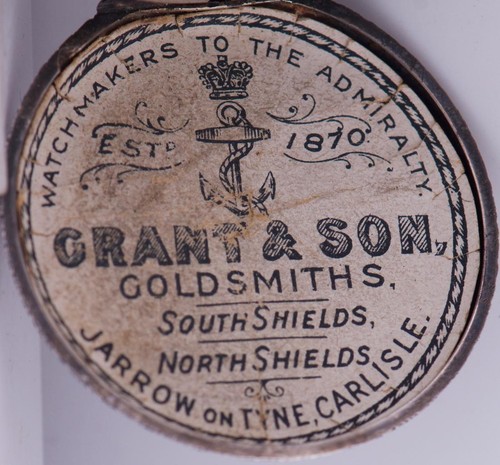 WATCHMAKERS TO THE ADMIRALTY.
ESTD 1870
GRANT & SON,
GOLDSMITHS,
SOUTH SHIELDS,
NORTH SHIELDS,
JARROW ON TYNE, CARLISLE.